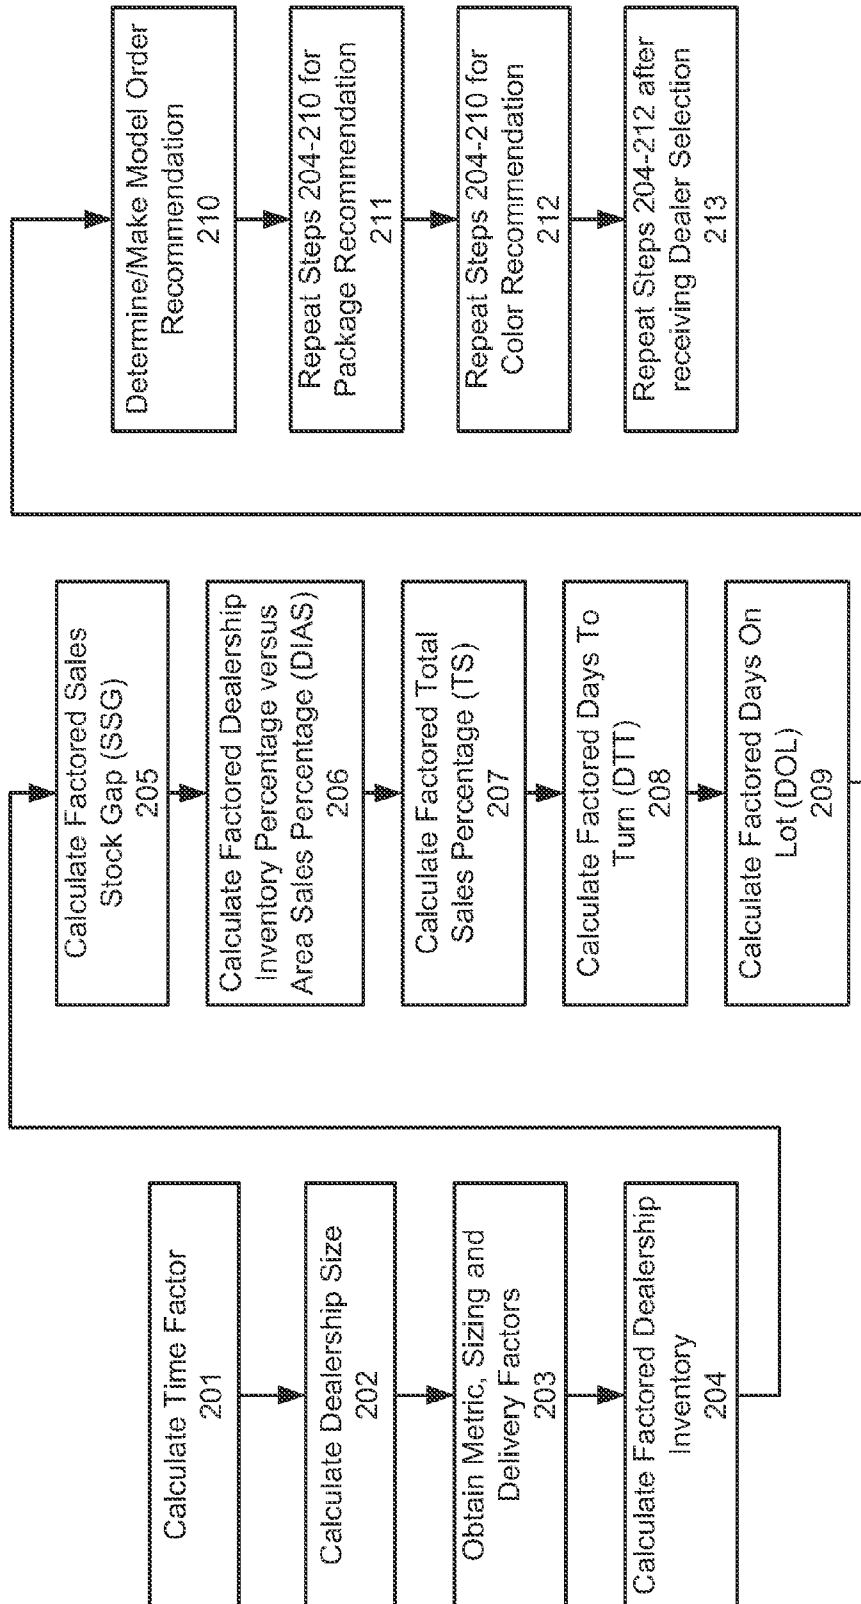 Calculate Time Factor
201
Calculate Dealership Size
202
Obtain Metric, Sizing and
Delivery Factors
203
Calculate Factored Dealership
Inventory
204
Calculate Factored Sales
Stock Gap (SSG)
205
Calculate Factored Dealership
Inventory Percentage versus
Area Sales Percentage (DIAS)
206
Calculate Factored Total
Sales Percentage (TS)
207
Calculate Factored Days To
Turn (DTT)
208
Calculate Factored Days On
Lot (DOL)
209
Determine/Make Model Order
Recommendation
210
Repeat Steps 204-210 for
Package Recommendation
211
Repeat Steps 204-210 for
Color Recommendation
212
Repeat Steps 204-212 after
receiving Dealer Selection
213